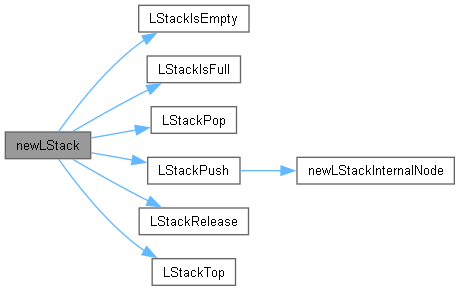 LStackIsEmpty
LStackIsFull
LStackPop
newLStack
LStackPush
newLStackInternalNode
LStackRelease
LStackTop